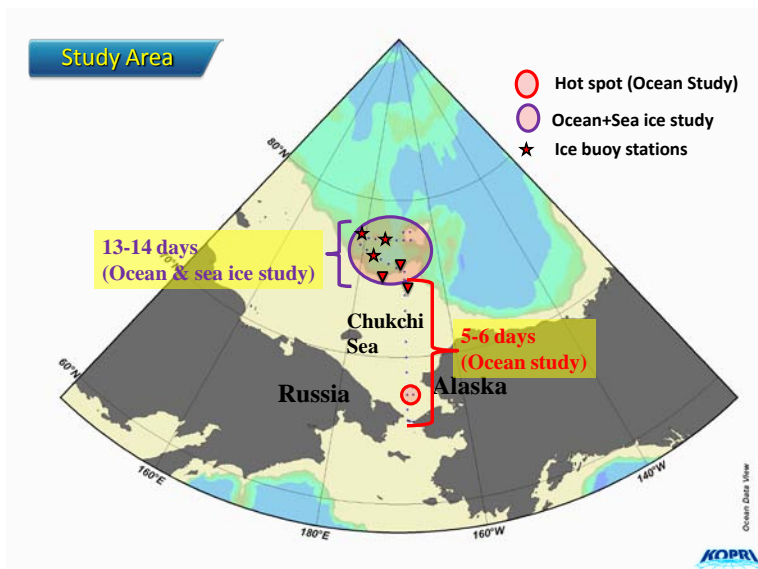 Study Area
Hot spot (Ocean Study)
Ocean+Sea ice study
Ice buoy stations
80°N
13-14 days
(Ocean & sea ice study)
Chukchi
Sea
5-6 days
(Ocean study)
60°N
Russia
Alaska
160°E
180°E
160°W
140°W
Ocean Data View
KOPRI